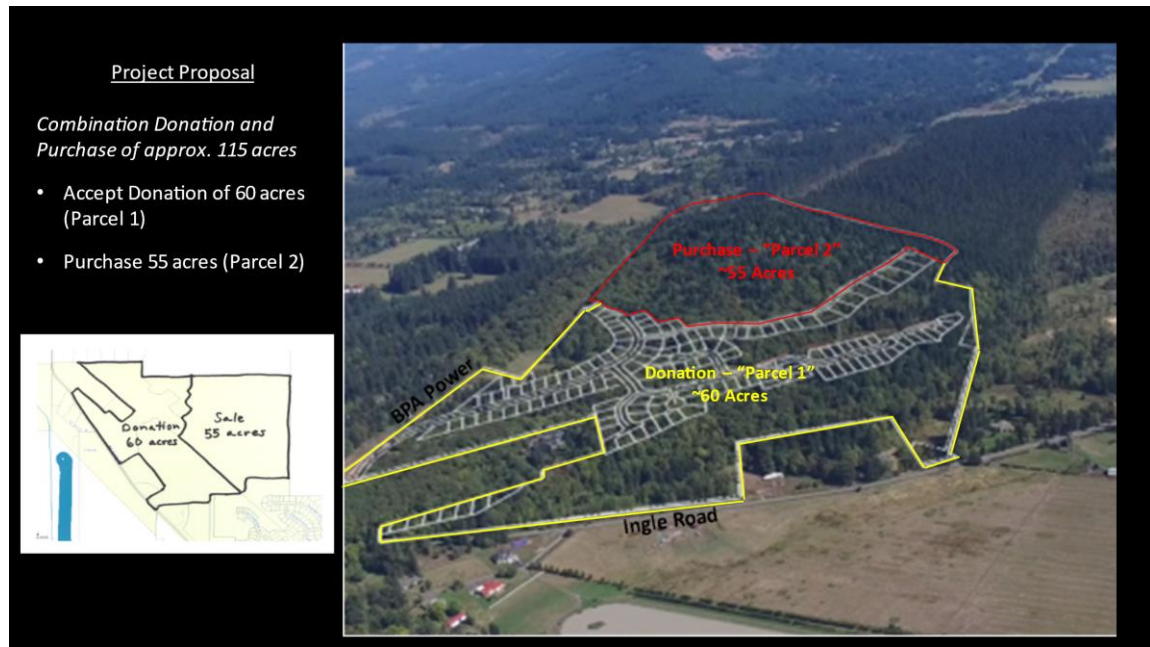 Project Proposal
Combination Donation and
Purchase of approx. 115 acres
• Accept Donation of 60 acres
(Parcel 1)
• Purchase 55 acres (Parcel 2)
Donation
60 acres
Sale
55 acres
Purchase – “Parcel 2”
~55 Acres
Donation – “Parcel 1”
~60 Acres
BPA Power
Ingle Road